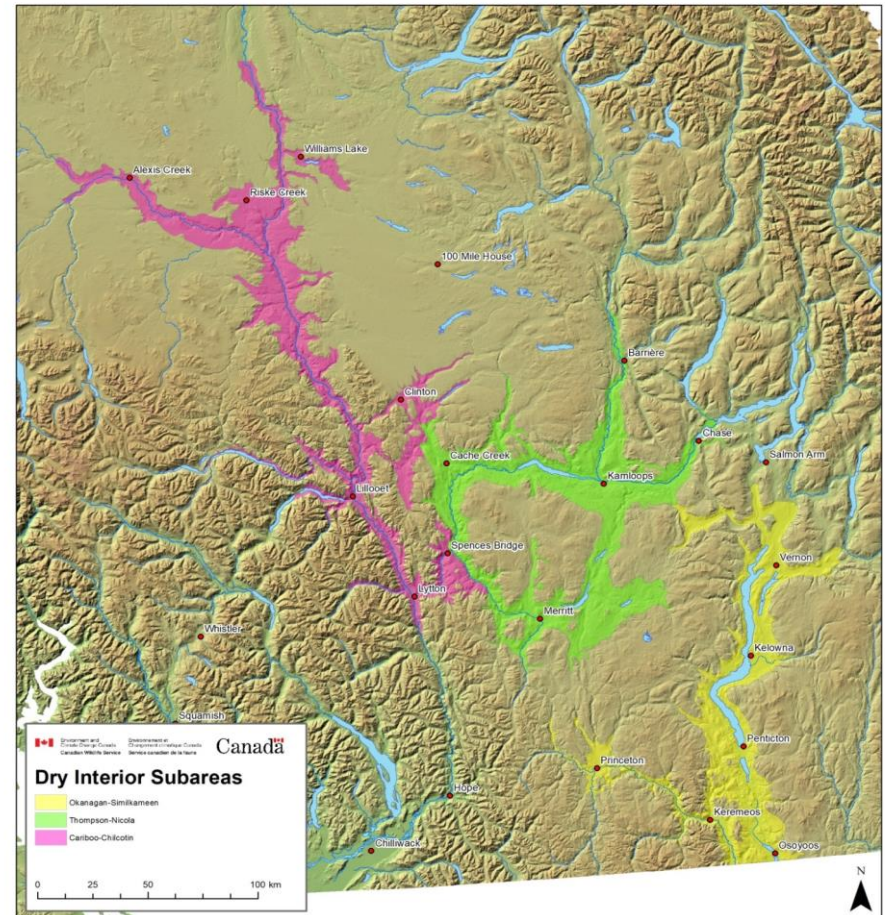 Williams Lake
Alexis Creek
Riske Creek
100 Mile House
Barrière
Clinton
Chase
Cache Creek
Salmon Arm
Kamloops
Lillooet
Spences Bridge
Vernon
Lytton
Merritt
Whistler
Kelowna
Squamish
Penticton
Princeton
Hope
Keremeos
Chilliwack
Osoyoos
Environment and
Climate Change Canada
Canadian Wildlife Service
Environnement et
Changement climatique Canada
Service canadien de la faune
Canada
Dry Interior Subareas
Okanagan-Similkameen
Thompson-Nicola
Cariboo-Chilcotin
0 25 50 100 km
N